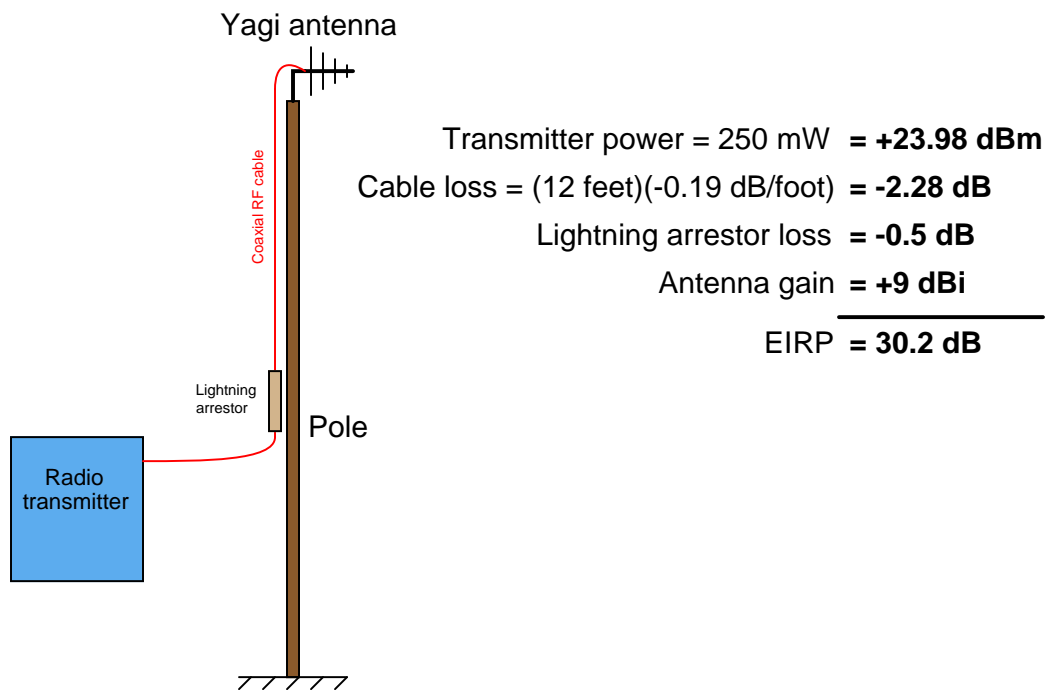 Yagi antenna
Transmitter power = 250 mW = +23.98 dBm
Cable loss = (12 feet)(-0.19 dB/foot) = -2.28 dB
Lightning arrestor loss = -0.5 dB
Antenna gain = +9 dBi
EIRP = 30.2 dB
Coaxial RF cable
Lightning
arrestor
Pole
Radio
transmitter